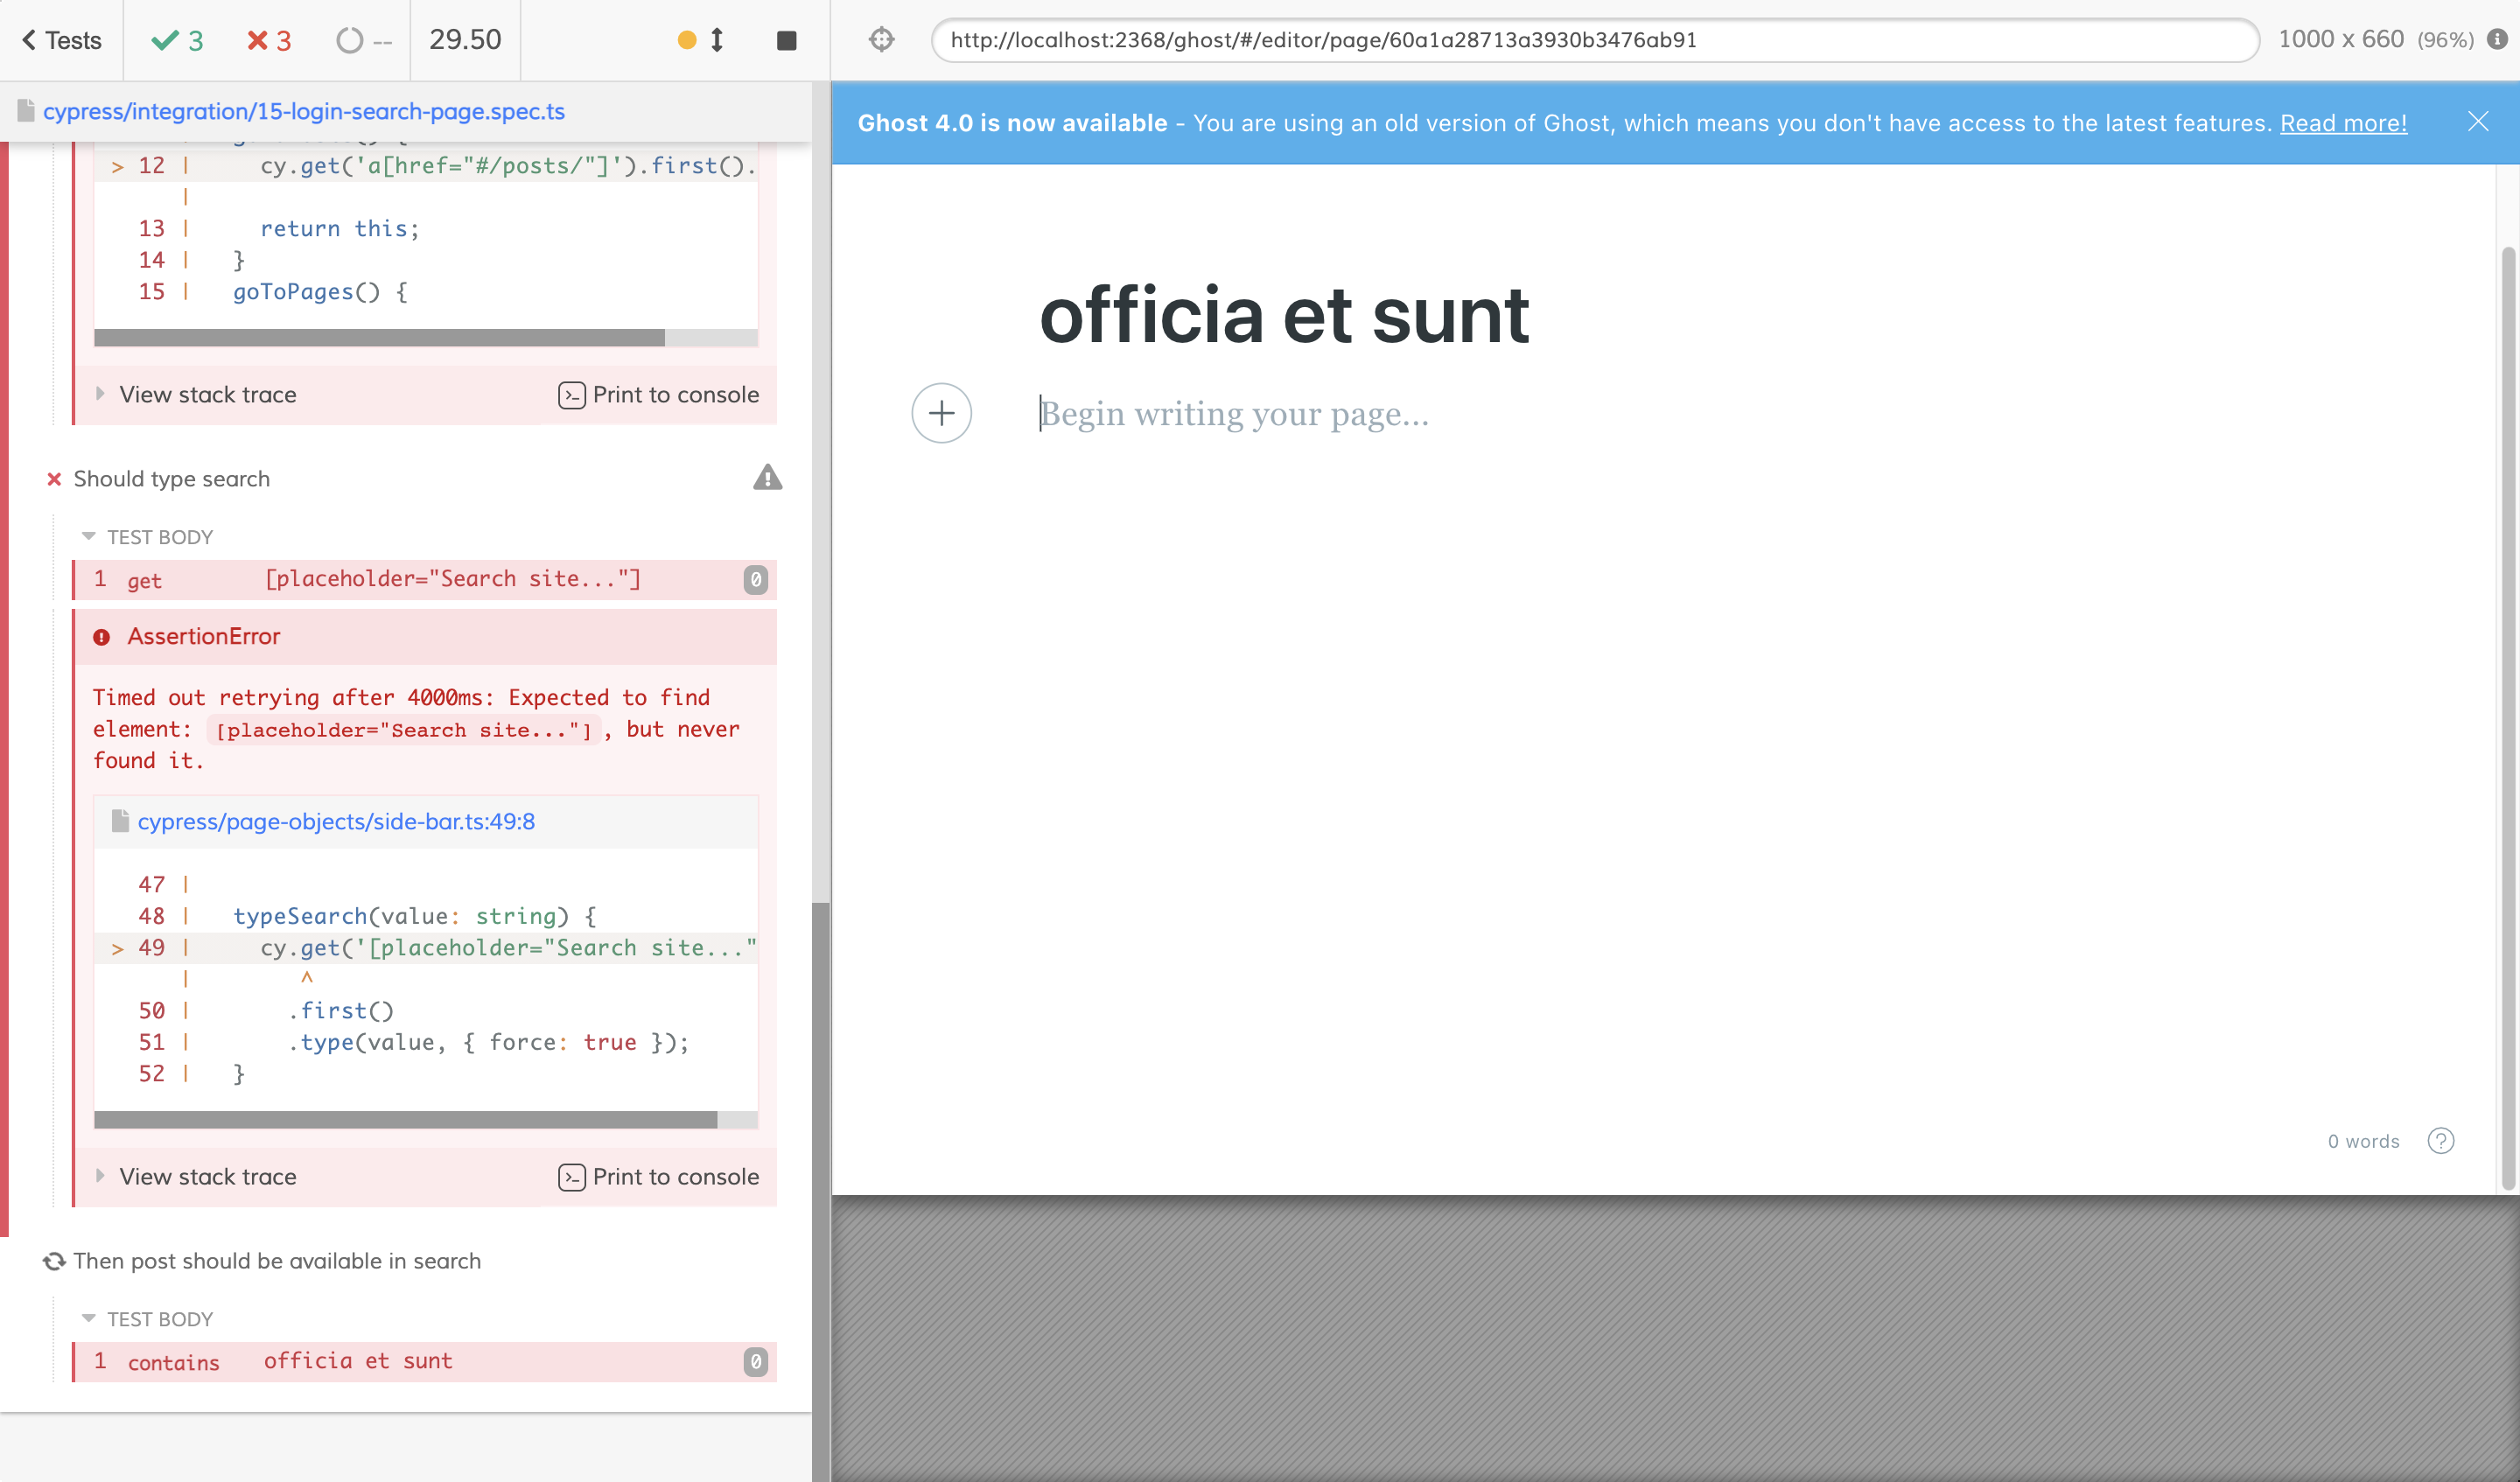 Tests
3
3
--
29.50
http://localhost:2368/ghost/#/editor/page/60a1a28713a3930b3476ab91
1000 x 660 (96%)
cypress/integration/15-login-search-page.spec.ts
> 12 | cy.get('a[href="#/posts/"]').first().
|
13 | return this;
14 | }
15 | goToPages() {
View stack trace
Print to console
Should type search
TEST BODY
1 get [placeholder="Search site..."] 0
AssertionError
Timed out retrying after 4000ms: Expected to find
element: [placeholder="Search site..."] , but never
found it.
cypress/page-objects/side-bar.ts:49:8
47 |
48 | typeSearch(value: string) {
> 49 | cy.get('[placeholder="Search site..."
| ^
50 | .first()
51 | .type(value, { force: true });
52 | }
View stack trace
Print to console
Then post should be available in search
TEST BODY
1 contains officia et sunt 0
Ghost 4.0 is now available - You are using an old version of Ghost, which means you don't have access to the latest features. Read more!
officia et sunt
Begin writing your page...
0 words
?